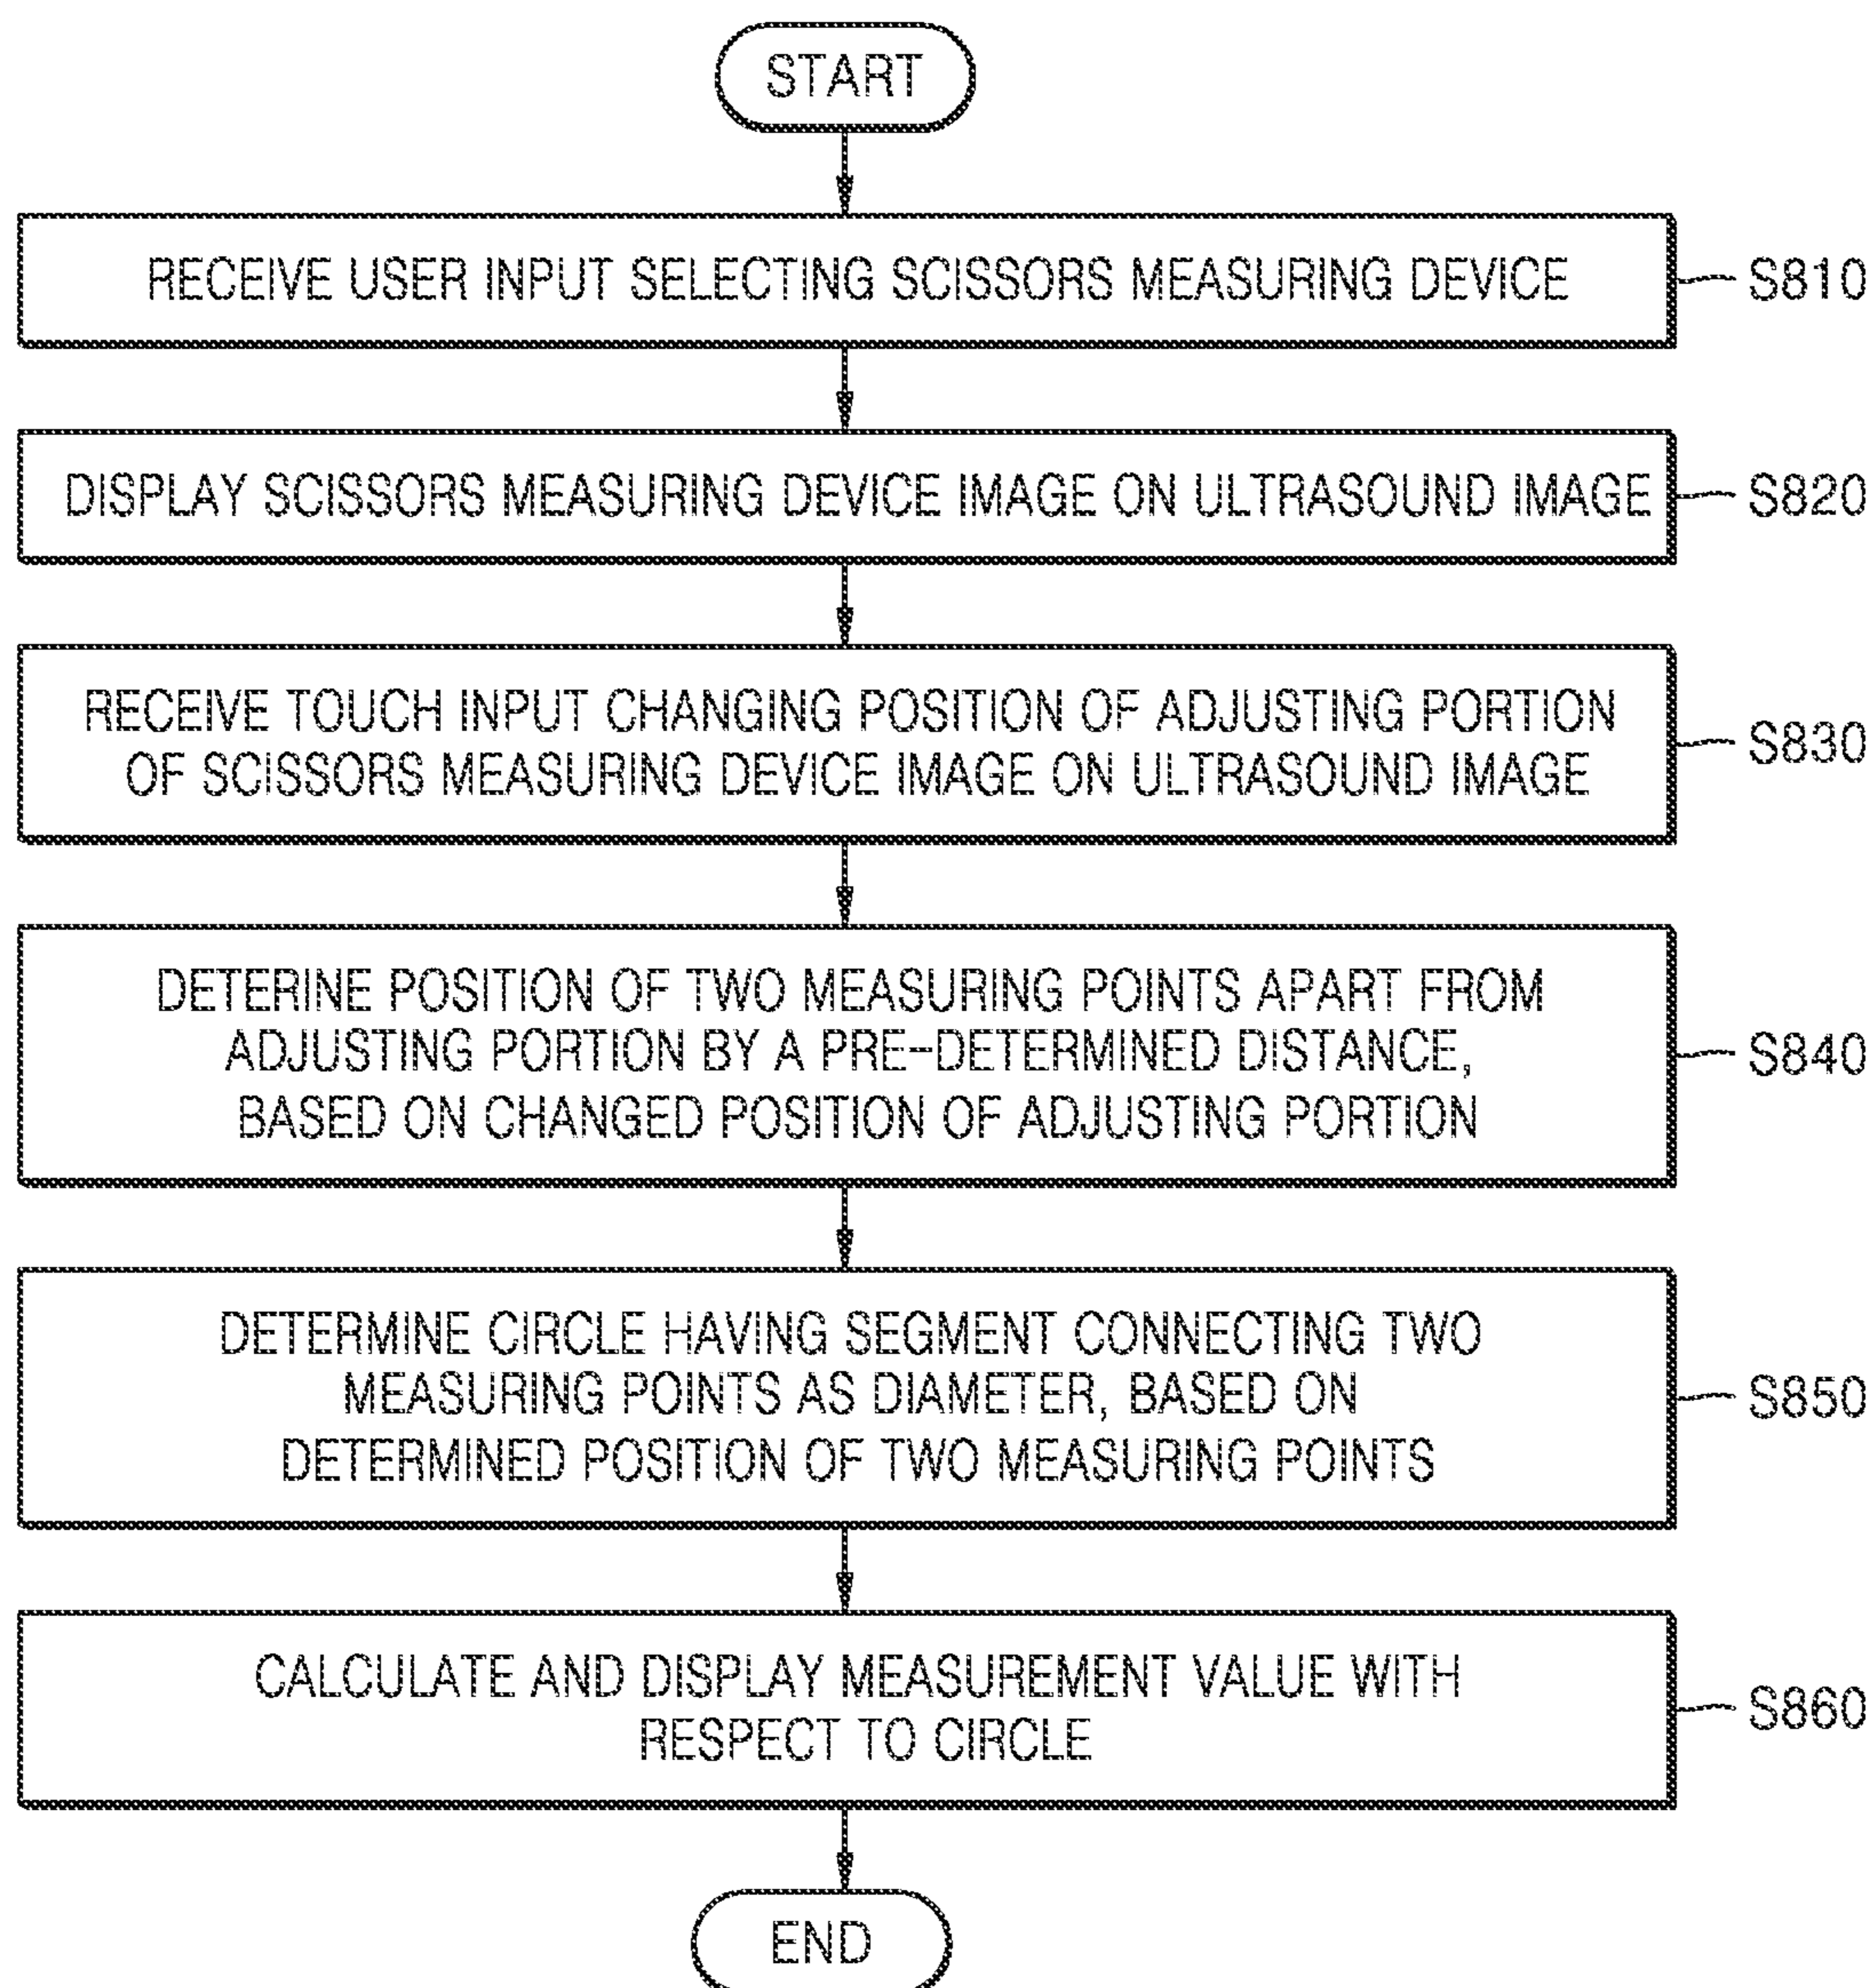 START
RECEIVE USER INPUT SELECTING SCISSORS MEASURING DEVICE
S810
DISPLAY SCISSORS MEASURING DEVICE IMAGE ON ULTRASOUND IMAGE
S820
RECEIVE TOUCH INPUT CHANGING POSITION OF ADJUSTING PORTION
OF SCISSORS MEASURING DEVICE IMAGE ON ULTRASOUND IMAGE
S830
DETERINE POSITION OF TWO MEASURING POINTS APART FROM
ADJUSTING PORTION BY A PRE-DETERMINED DISTANCE,
BASED ON CHANGED POSITION OF ADJUSTING PORTION
S840
DETERMINE CIRCLE HAVING SEGMENT CONNECTING TWO
MEASURING POINTS AS DIAMETER, BASED ON
DETERMINED POSITION OF TWO MEASURING POINTS
S850
CALCULATE AND DISPLAY MEASUREMENT VALUE WITH
RESPECT TO CIRCLE
S860
END